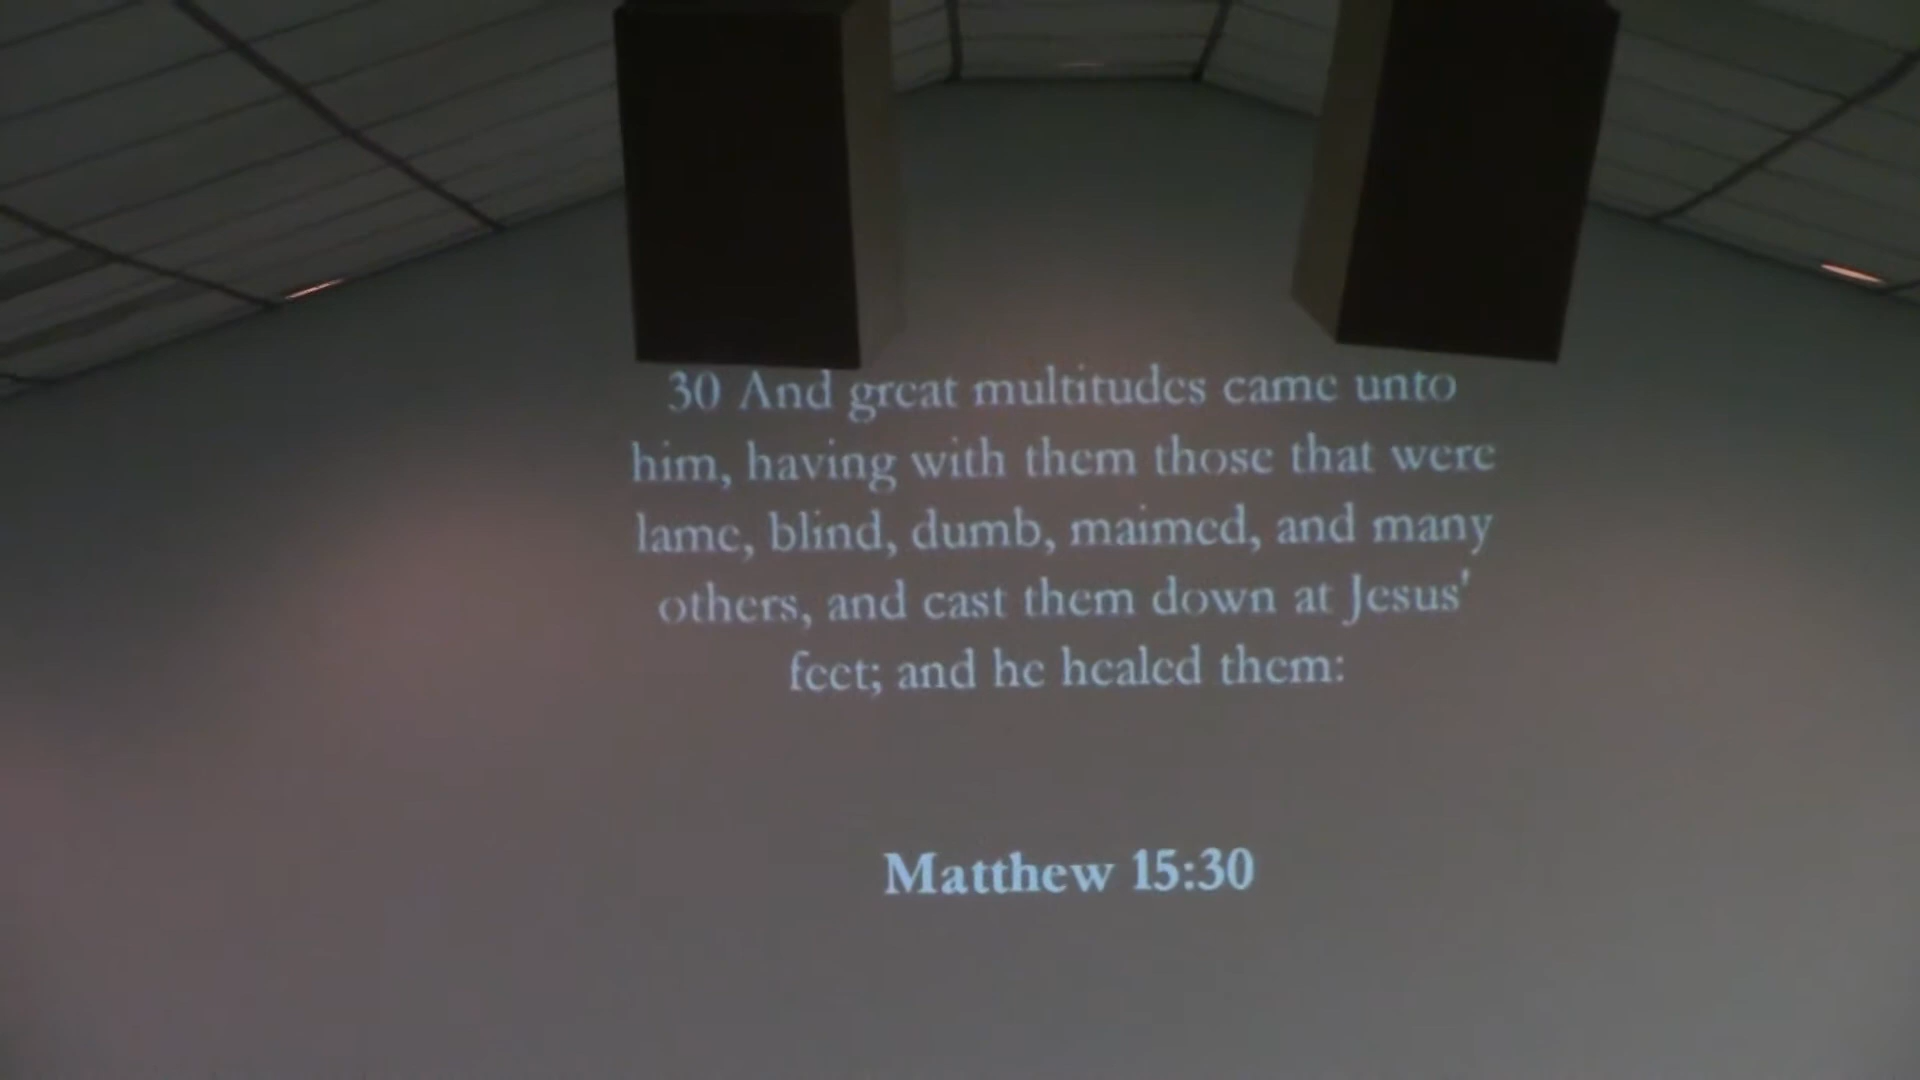 30 And great multitudes came unto
him, having with them those that were
lame, blind, dumb, maimed, and many
others, and cast them down at Jesus'
feet; and he healed them:
Matthew 15:30